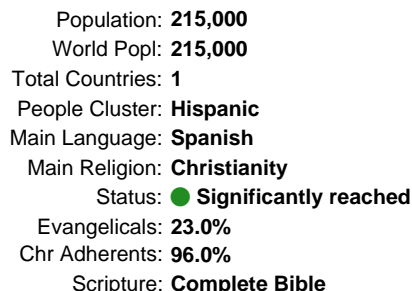 Population: 215,000
World Popl: 215,000
Total Countries: 1
People Cluster: Hispanic
Main Language: Spanish
Main Religion: Christianity
Status: Significantly reached
Evangelicals: 23.0%
Chr Adherents: 96.0%
Scripture: Complete Bible